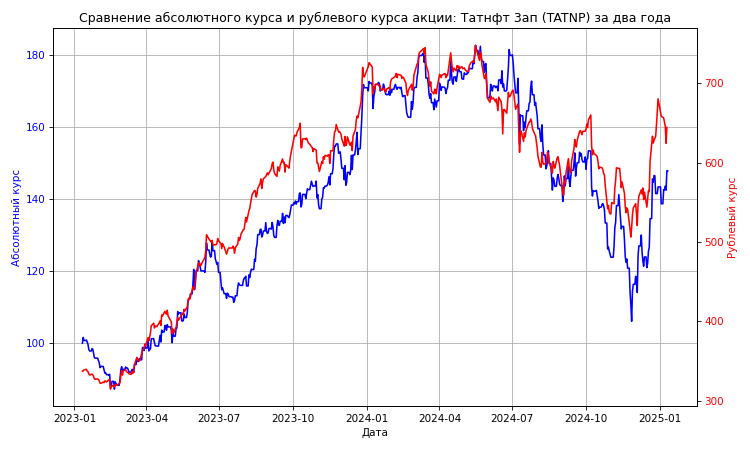 Сравнение абсолютного курса и рублевого курса акции: Татнфт 3ап (TATNP) за два года
180
160
140
120
100
Абсолютный курс
700
600
500
400
300
Рублевый курс
2023-01 2023-04 2023-07 2023-10 2024-01 2024-04 2024-07 2024-10 2025-01
Дата